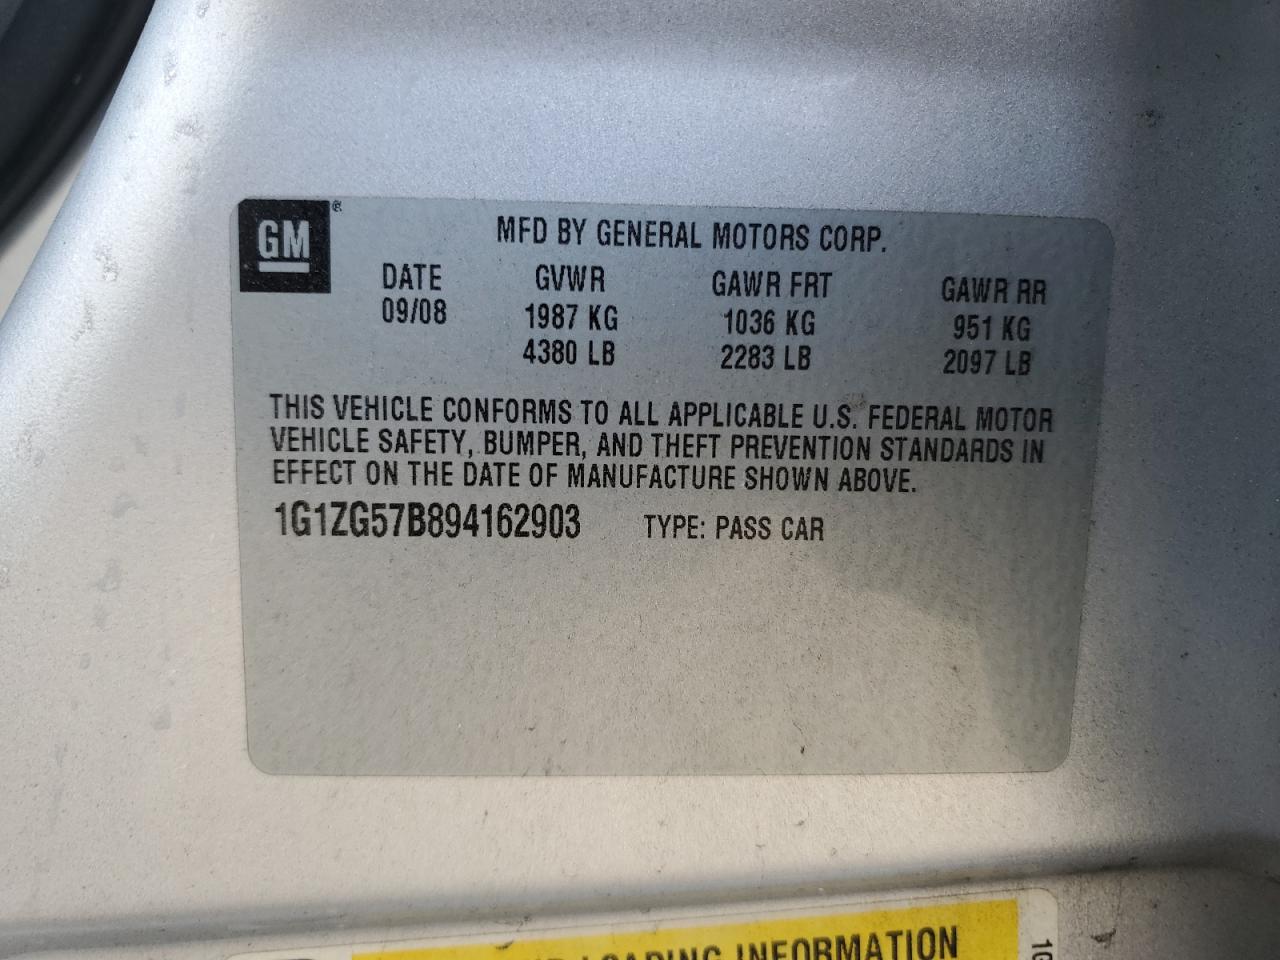 GM®
MFD BY GENERAL MOTORS CORP.
DATE GVWR GAWR FRT GAWR RR
09/08 1987 KG 1036 KG 951 KG
4380 LB 2283 LB 2097 LB
THIS VEHICLE CONFORMS TO ALL APPLICABLE U.S. FEDERAL MOTOR
VEHICLE SAFETY, BUMPER, AND THEFT PREVENTION STANDARDS IN
EFFECT ON THE DATE OF MANUFACTURE SHOWN ABOVE.
1G1ZG57B894162903 TYPE: PASS CAR
LOADING INFORMATION